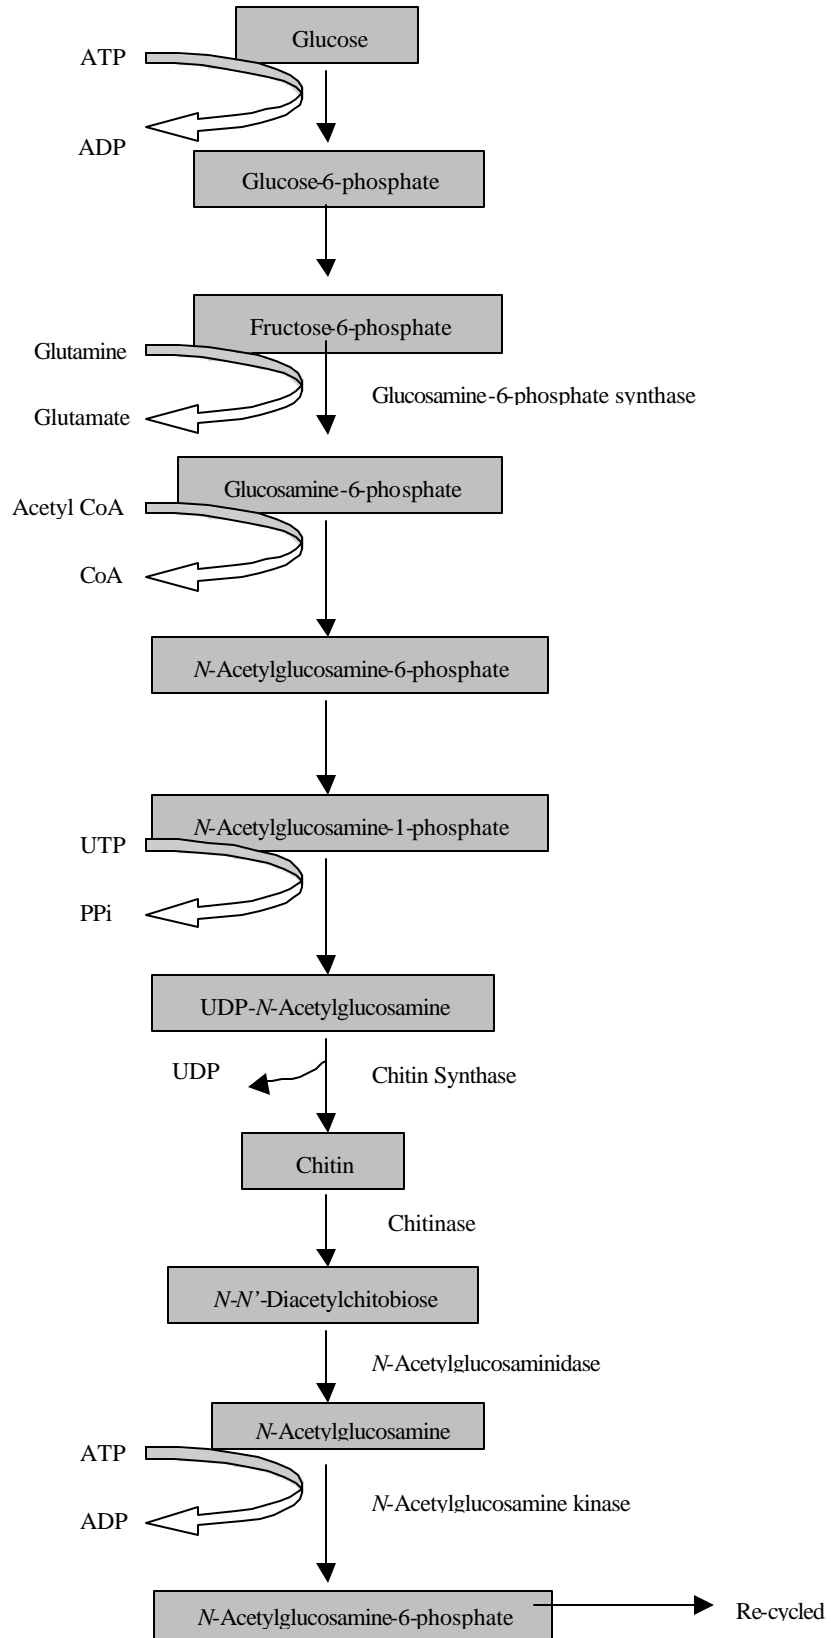 Glucose
ATP
ADP
Glucose-6-phosphate
Fructose-6-phosphate
Glutamine
Glucosamine-6-phosphate synthase
Glutamate
Glucosamine-6-phosphate
Acetyl CoA
CoA
N-Acetylglucosamine-6-phosphate
N-Acetylglucosamine-1-phosphate
UTP
PPi
UDP-N-Acetylglucosamine
UDP
Chitin Synthase
Chitin
Chitinase
N-N’-Diacetylchitobiose
N-Acetylglucosaminidase
N-Acetylglucosamine
ATP
N-Acetylglucosamine kinase
ADP
N-Acetylglucosamine-6-phosphate
Re-cycled